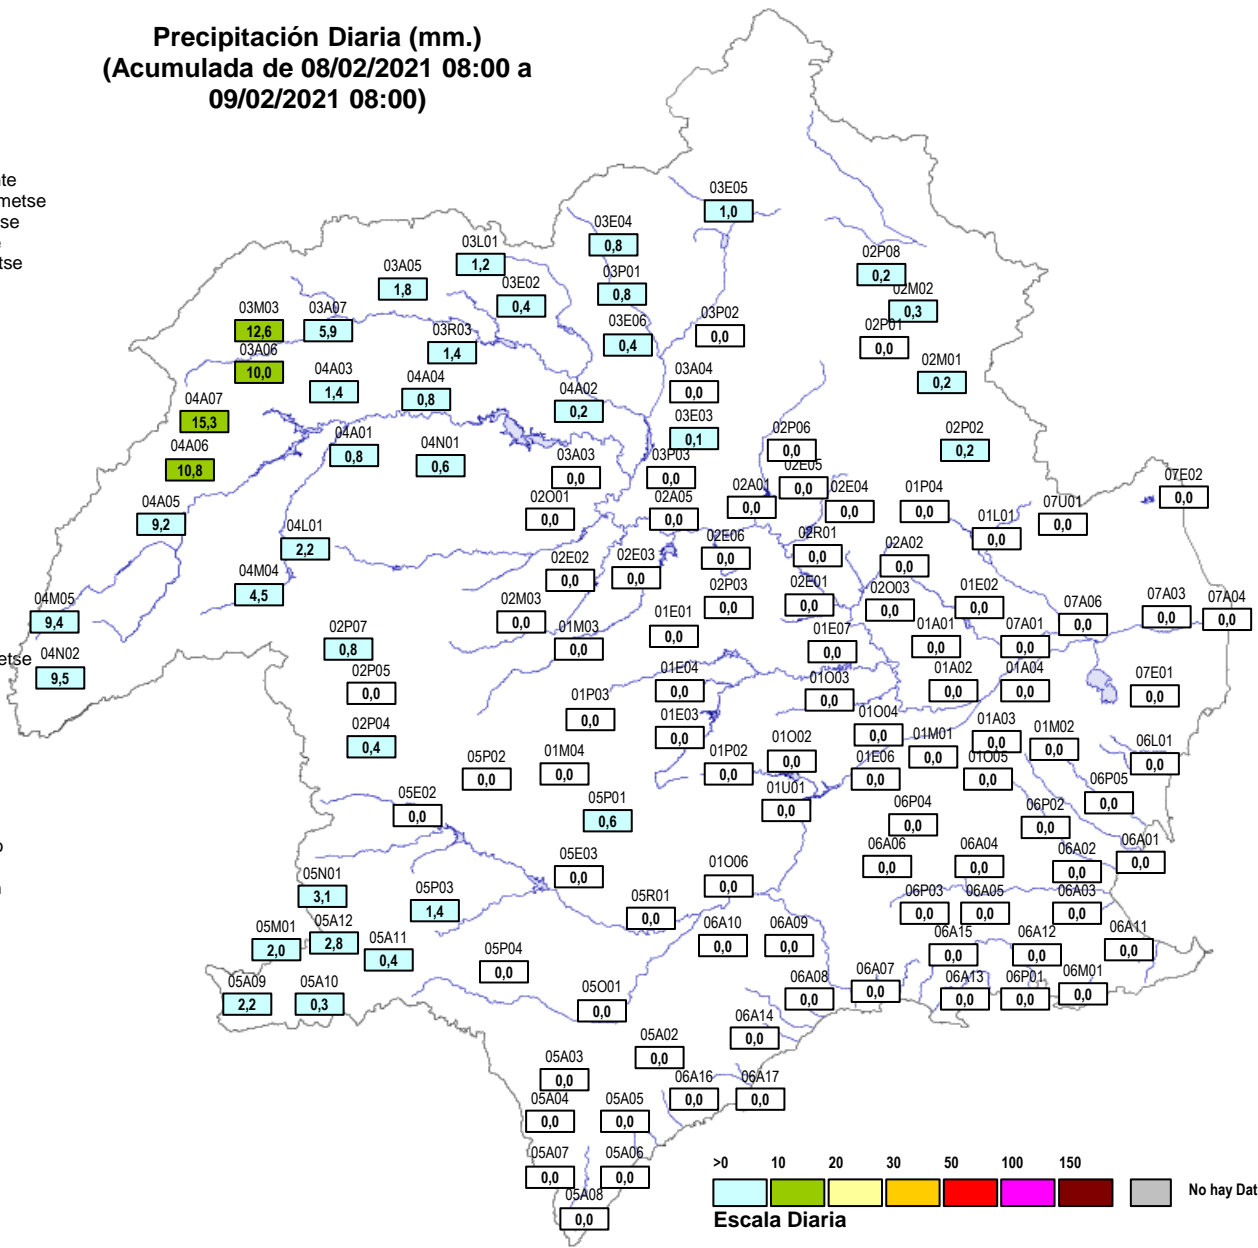 Precipitación Diaria (mm.)
(Acumulada de 08/02/2021 08:00 a
09/02/2021 08:00)
nte
metse
se
e
tse
etse
o
n
03E05
1,0
03E04
0,8
03L01
1,2
02P08
0,2
03A05
1,8
03E02
0,4
03P01
0,8
02M02
0,3
03M03
12,6
03A07
5,9
03P02
0,0
02P01
0,0
03R03
1,4
03E06
0,4
03A06
10,0
04A03
1,4
04A04
0,8
03A04
0,0
02M01
0,2
04A07
15,3
04A02
0,2
03E03
0,1
04A01
0,8
04N01
0,6
02P06
0,0
02P02
0,2
04A06
10,8
03A03
0,0
03P03
0,0
02E05
0,0
07E02
0,0
04A05
9,2
02O01
0,0
02A05
0,0
02A01
0,0
02E04
0,0
01P04
0,0
07U01
0,0
01L01
0,0
04L01
2,2
02E06
0,0
02R01
0,0
02A02
0,0
04M04
4,5
02E02
0,0
02E03
0,0
04M05
9,4
02M03
0,0
02P03
0,0
02E01
0,0
02O03
0,0
01E02
0,0
07A06
0,0
07A03
0,0
07A04
0,0
02P07
0,8
01M03
0,0
01E01
0,0
01E07
0,0
01A01
0,0
07A01
0,0
04N02
9,5
02P05
0,0
01E04
0,0
01O03
0,0
01A02
0,0
01A04
0,0
07E01
0,0
01P03
0,0
02P04
0,4
01E03
0,0
01O04
0,0
01A03
0,0
01M02
0,0
05P02
0,0
01M04
0,0
01P02
0,0
01O02
0,0
01M01
0,0
01E06
0,0
01O05
0,0
06L01
0,0
05E02
0,0
05P01
0,6
01U01
0,0
06P04
0,0
06P02
0,0
06P05
0,0
05E03
0,0
01O06
0,0
06A06
0,0
06A04
0,0
06A02
0,0
06A01
0,0
05N01
3,1
05P03
1,4
05R01
0,0
06P03
0,0
06A05
0,0
06A03
0,0
05M01
2,0
05A12
2,8
05A11
0,4
05P04
0,0
06A10
0,0
06A09
0,0
06A15
0,0
06A12
0,0
06A11
0,0
05A09
2,2
05A10
0,3
05O01
0,0
06A08
0,0
06A07
0,0
06A13
0,0
06P01
0,0
06M01
0,0
05A02
0,0
06A14
0,0
05A03
0,0
06A16
0,0
06A17
0,0
05A04
0,0
05A05
0,0
05A07
0,0
05A06
0,0
05A08
0,0
>0 10 20 30 50 100 150
No hay Dat
Escala Diaria